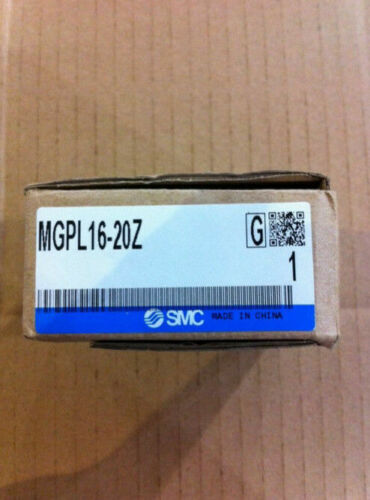 MGPL16-20Z
G
1
SMC MADE IN CHINA